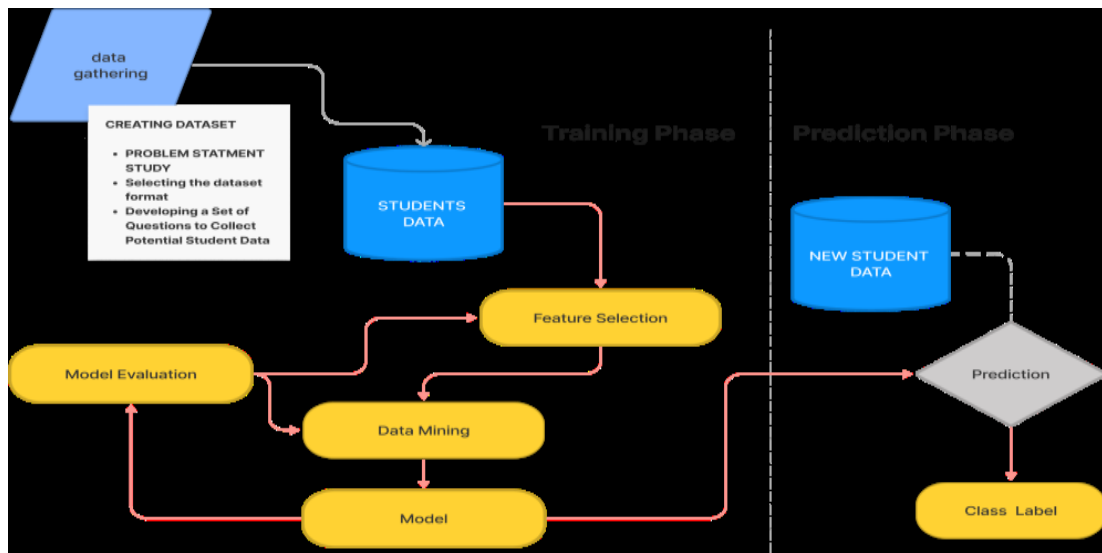 data
gathering
CREATING DATASET
• PROBLEM STATMENT
STUDY
• Selecting the dataset
format
• Developing a Set of
Questions to Collect
Potential Student Data
Training Phase
Prediction Phase
STUDENTS
DATA
NEW STUDENT
DATA
Feature Selection
Model Evaluation
Prediction
Data Mining
Model
Class Label